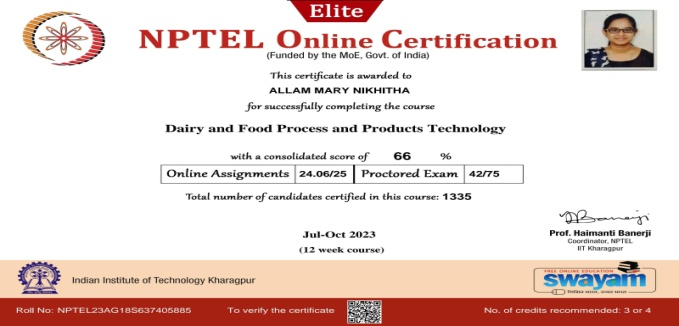 Elite
NPTEL Online Certification
(Funded by the MoE, Govt. of India)
This certificate is awarded to
ALLAM MARY NIKHITHA
for successfully completing the course
Dairy and Food Process and Products Technology
with a consolidated score of 66 %
Online Assignments 24.06/25 Proctored Exam 42/75
Total number of candidates certified in this course: 1335
Jul-Oct 2023
(12 week course)
Prof. Haimanti Banerji
Coordinator, NPTEL
IIT Kharagpur
Indian Institute of Technology Kharagpur
FREE ONLINE EDUCATION
swayam
शिक्षित भारत, उन्नत भारत
Roll No: NPTEL23AG18S637405885 To verify the certificate No. of credits recommended: 3 or 4